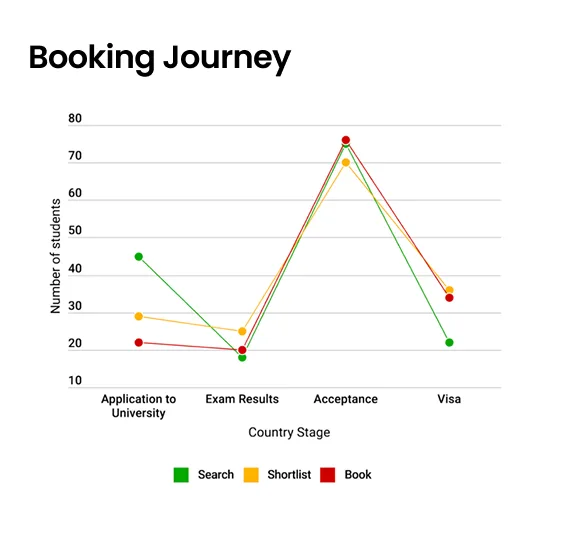 Booking Journey
80
70
60
50
40
30
20
10
Number of students
Application to
University
Exam Results
Acceptance
Visa
Country Stage
Search
Shortlist
Book